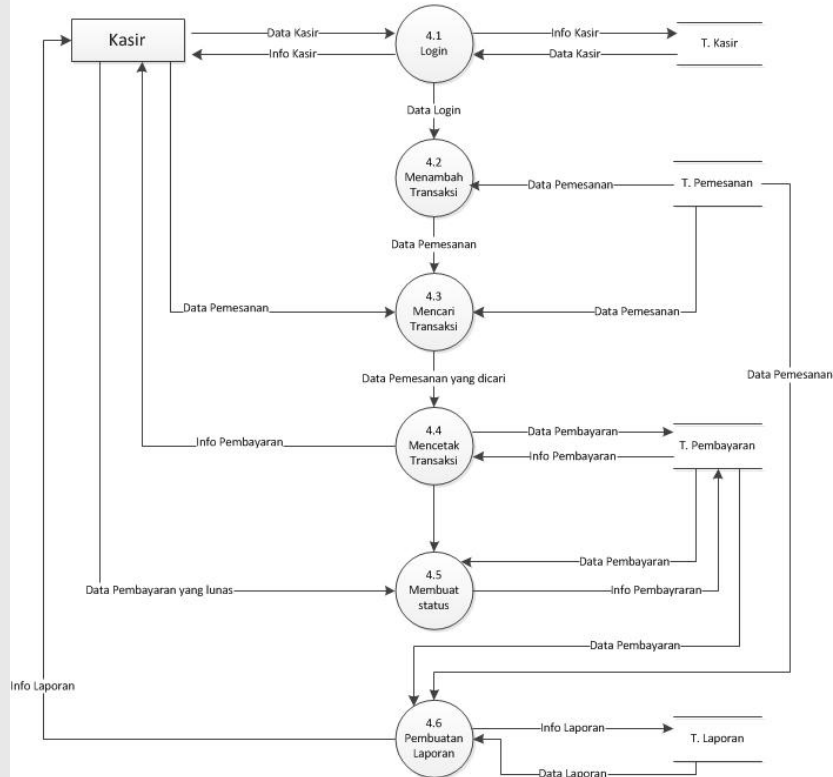 Kasir
Data Kasir
Info Kasir
4.1
Login
Info Kasir
Data Kasir
T. Kasir
Data Login
4.2
Menambah
Transaksi
Data Pemesanan
T. Pemesanan
Data Pemesanan
4.3
Mencari
Transaksi
Data Pemesanan
Data Pemesanan
Data Pemesanan yang dicari
Data Pemesanan
4.4
Mencetak
Transaksi
Info Pembayaran
Data Pembayaran
Info Pembayaran
T. Pembayaran
Data Pembayaran
4.5
Membuat
status
Data Pembayaran yang lunas
Info Pembayraran
Data Pembayaran
Info Laporan
4.6
Pembuatan
Laporan
Info Laporan
T. Laporan
Data Laporan